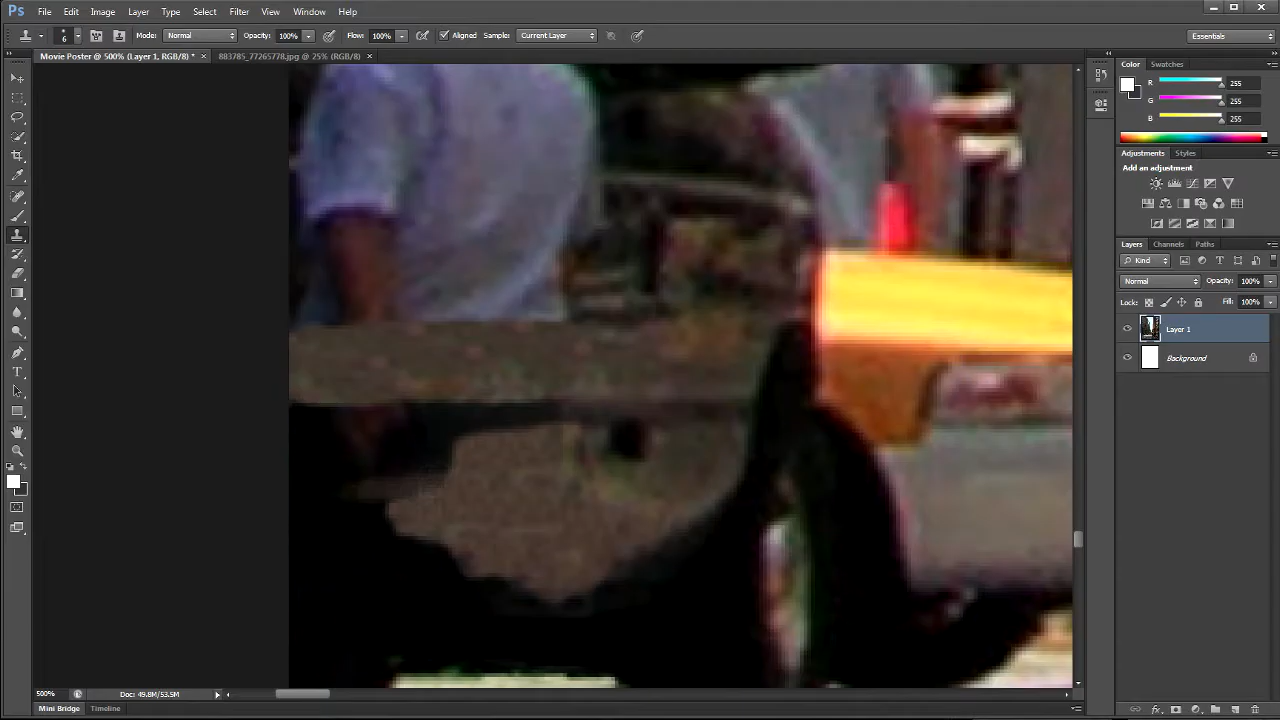 Ps File Edit Image Layer Type Select Filter View Window Help
6 Mode: Normal Opacity: 100% Flow: 100% Aligned Sample: Current Layer Essentials
Movie Poster @ 500% (Layer 1, RGB/8) * × 883785_77265778.jpg @ 25% (RGB/8) ×
Color Swatches
R 255
G 255
B 255
Adjustments Styles
Add an adjustment
Layers Channels Paths
Kind
Normal Opacity: 100%
Lock: Fill: 100%
Layer 1
Background
500% Doc: 49.8M/53.5M
Mini Bridge Timeline